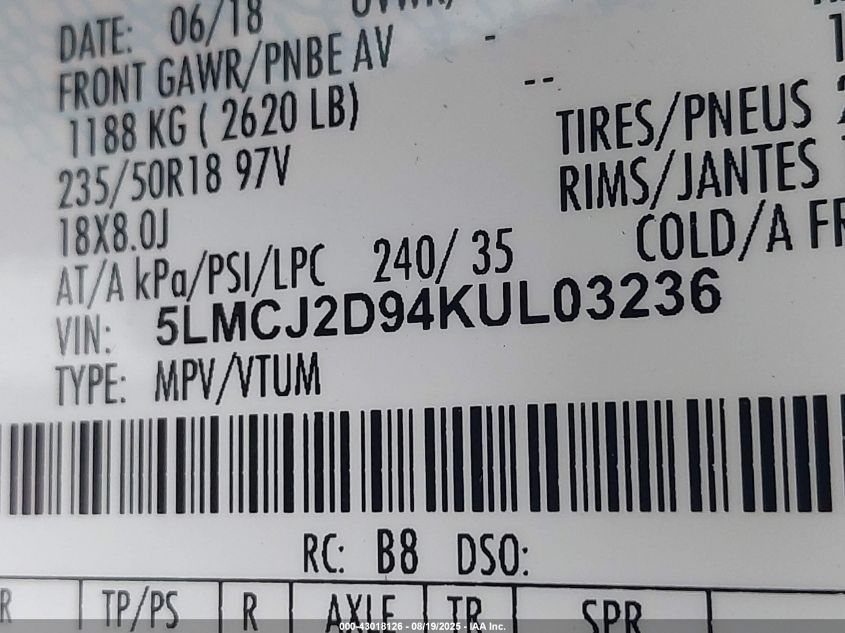 DATE: 06/18
FRONT GAWR/PNBE AV -
1188 KG ( 2620 LB) --
235/50R18 97V TIRES/PNEUS
18X8.0J RIMS/JANTES
AT/A kPa/PSI/LPC 240/ 35 COLD/A
VIN: 5LMCJ2D94KUL03236
TYPE: MPV/VTUM
RC: B8 DSO:
TP/PS R AXLE TR SPR
000-43018126 - 08/19/2025 - IAA Inc.